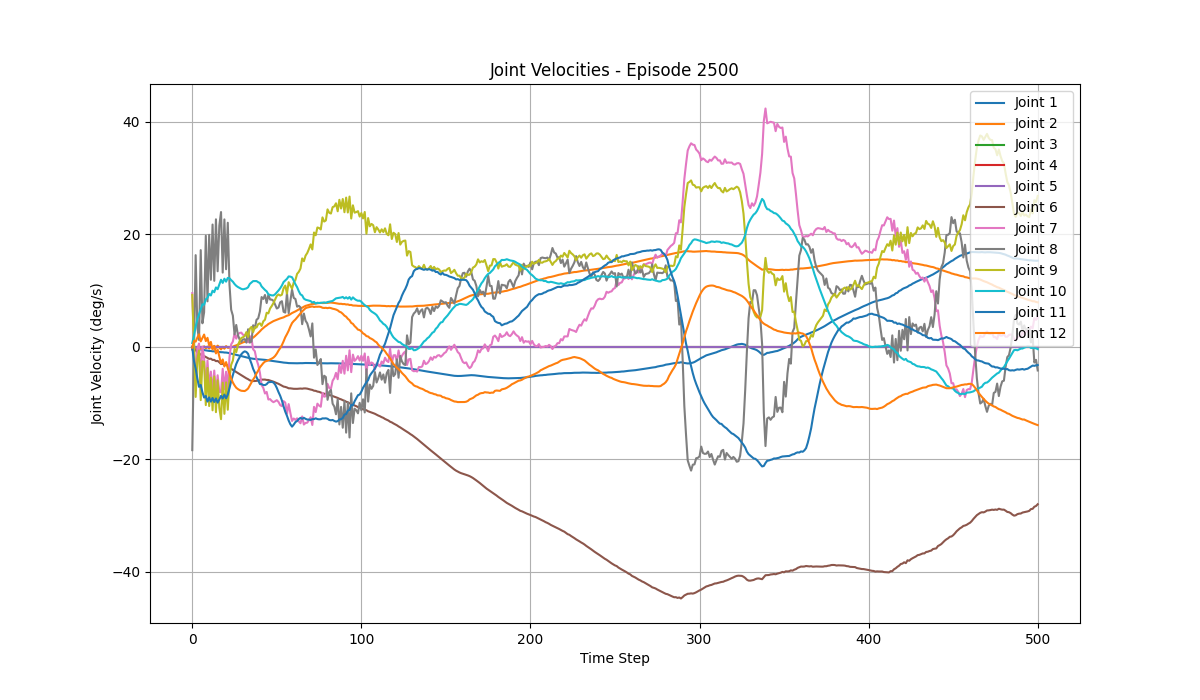 Joint Velocities - Episode 2500
Joint Velocity (deg/s)
40
20
0
−20
−40
0 100 200 300 400 500
Time Step
Joint 1
Joint 2
Joint 3
Joint 4
Joint 5
Joint 6
Joint 7
Joint 8
Joint 9
Joint 10
Joint 11
Joint 12